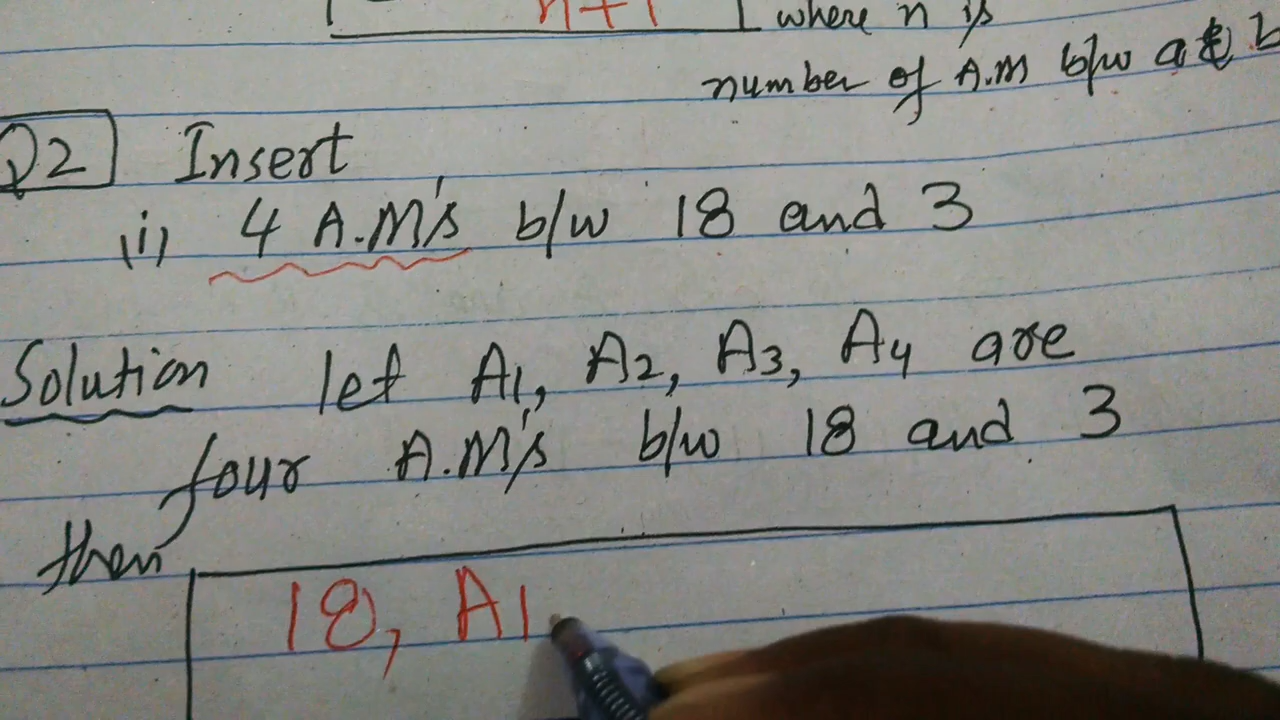 n+1 where n is
number of A.M b/w a & b
Q2 Insert
(i) 4 A.M's b/w 18 and 3
Solution let A1, A2, A3, A4 are
four A.M's b/w 18 and 3
then
18, A1